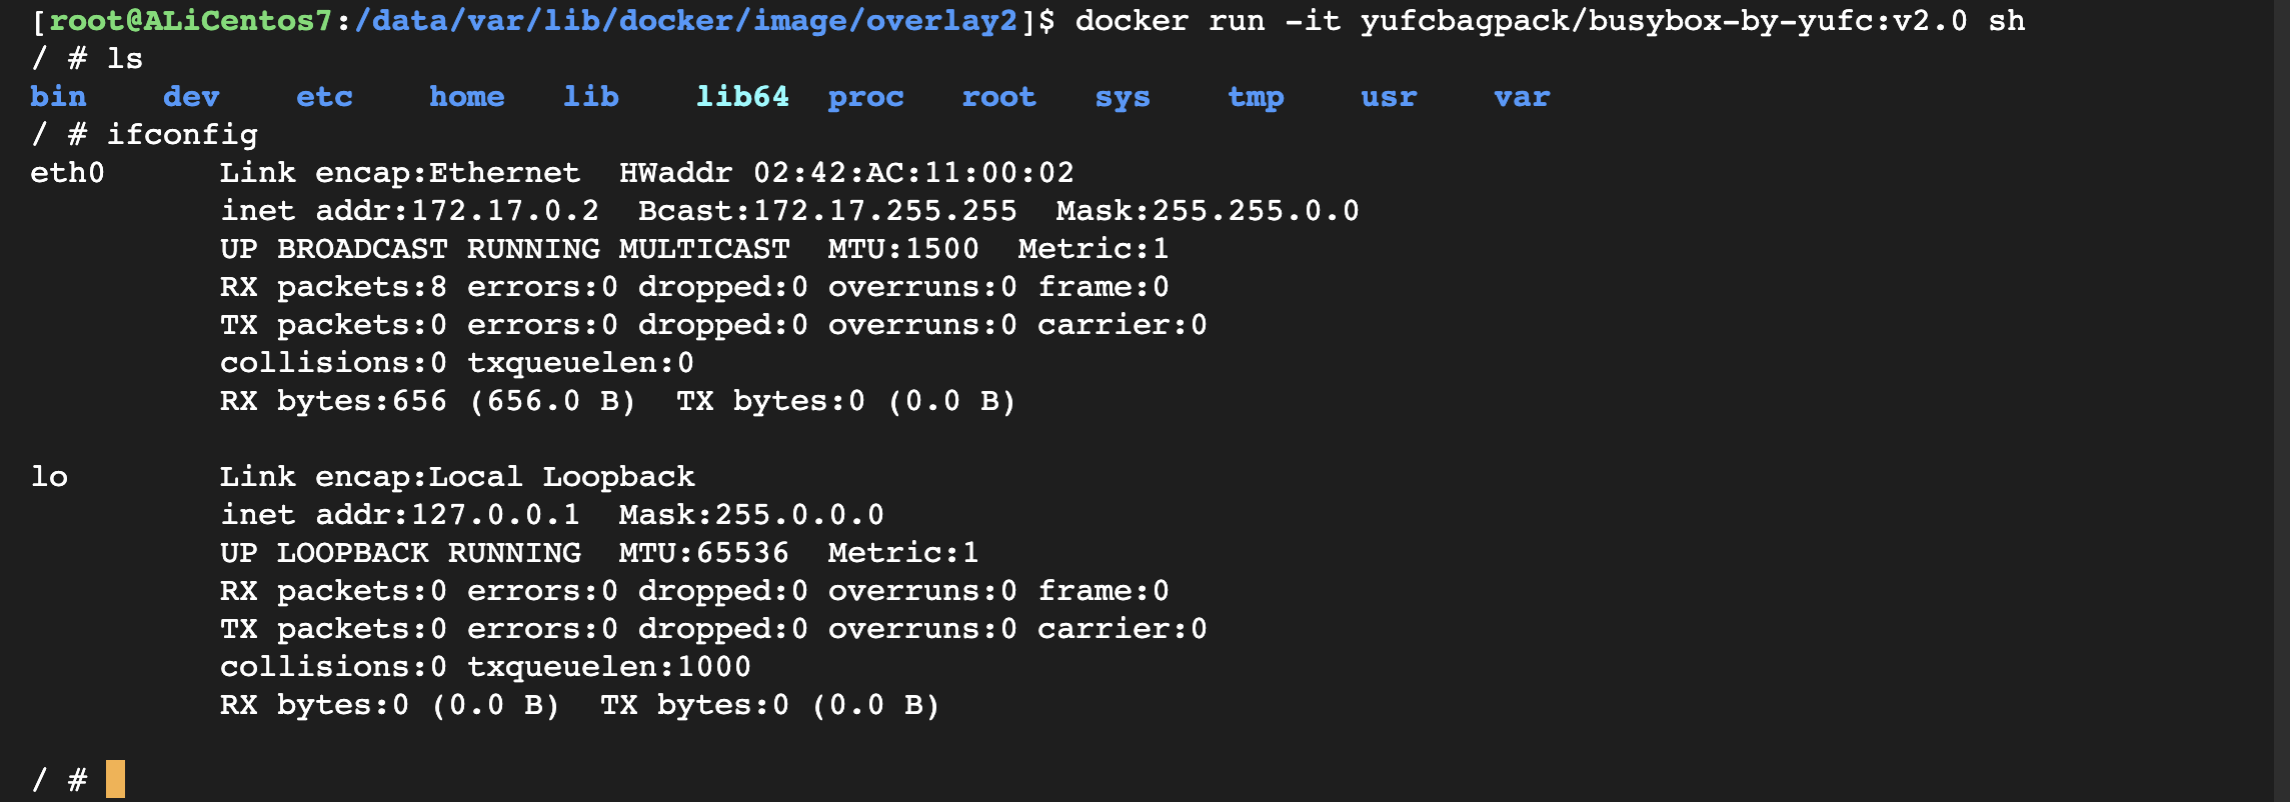 [root@ALiCentos7:/data/var/lib/docker/image/overlay2]$ docker run -it yufcbagpack/busybox-by-yufc:v2.0 sh
/ # ls
bin    dev    etc    home   lib    lib64  proc   root   sys    tmp    usr    var
/ # ifconfig
eth0      Link encap:Ethernet  HWaddr 02:42:AC:11:00:02
          inet addr:172.17.0.2  Bcast:172.17.255.255  Mask:255.255.0.0
          UP BROADCAST RUNNING MULTICAST  MTU:1500  Metric:1
          RX packets:8 errors:0 dropped:0 overruns:0 frame:0
          TX packets:0 errors:0 dropped:0 overruns:0 carrier:0
          collisions:0 txqueuelen:0
          RX bytes:656 (656.0 B)  TX bytes:0 (0.0 B)

lo        Link encap:Local Loopback
          inet addr:127.0.0.1  Mask:255.0.0.0
          UP LOOPBACK RUNNING  MTU:65536  Metric:1
          RX packets:0 errors:0 dropped:0 overruns:0 frame:0
          TX packets:0 errors:0 dropped:0 overruns:0 carrier:0
          collisions:0 txqueuelen:1000
          RX bytes:0 (0.0 B)  TX bytes:0 (0.0 B)

/ #